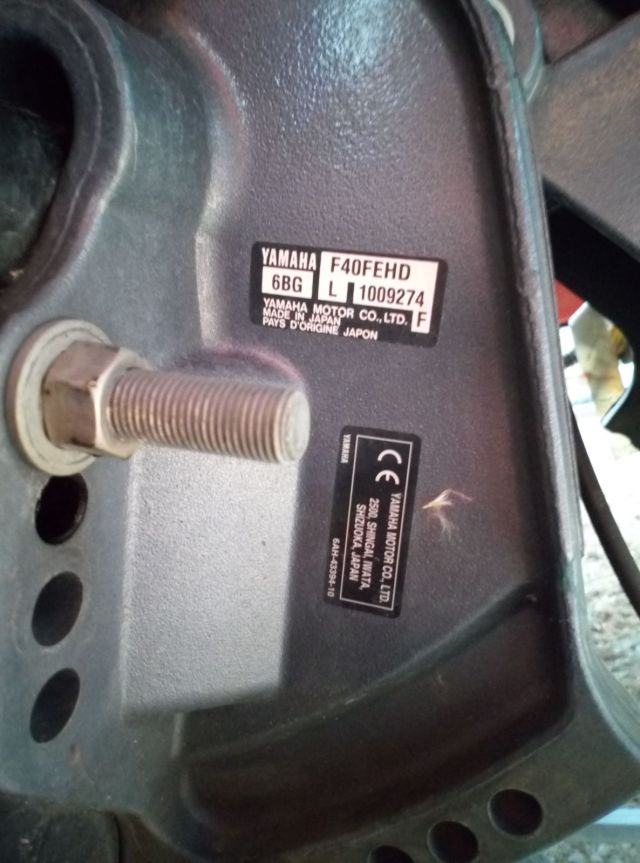 YAMAHA F40FEHD
6BG L 1009274
YAMAHA MOTOR CO., LTD. F
MADE IN JAPAN
PAYS D'ORIGINE JAPON
CE
YAMAHA MOTOR CO., LTD.
2500, SHINGAI, IWATA,
SHIZUOKA, JAPAN
YAMAHA 6AH-43394-10